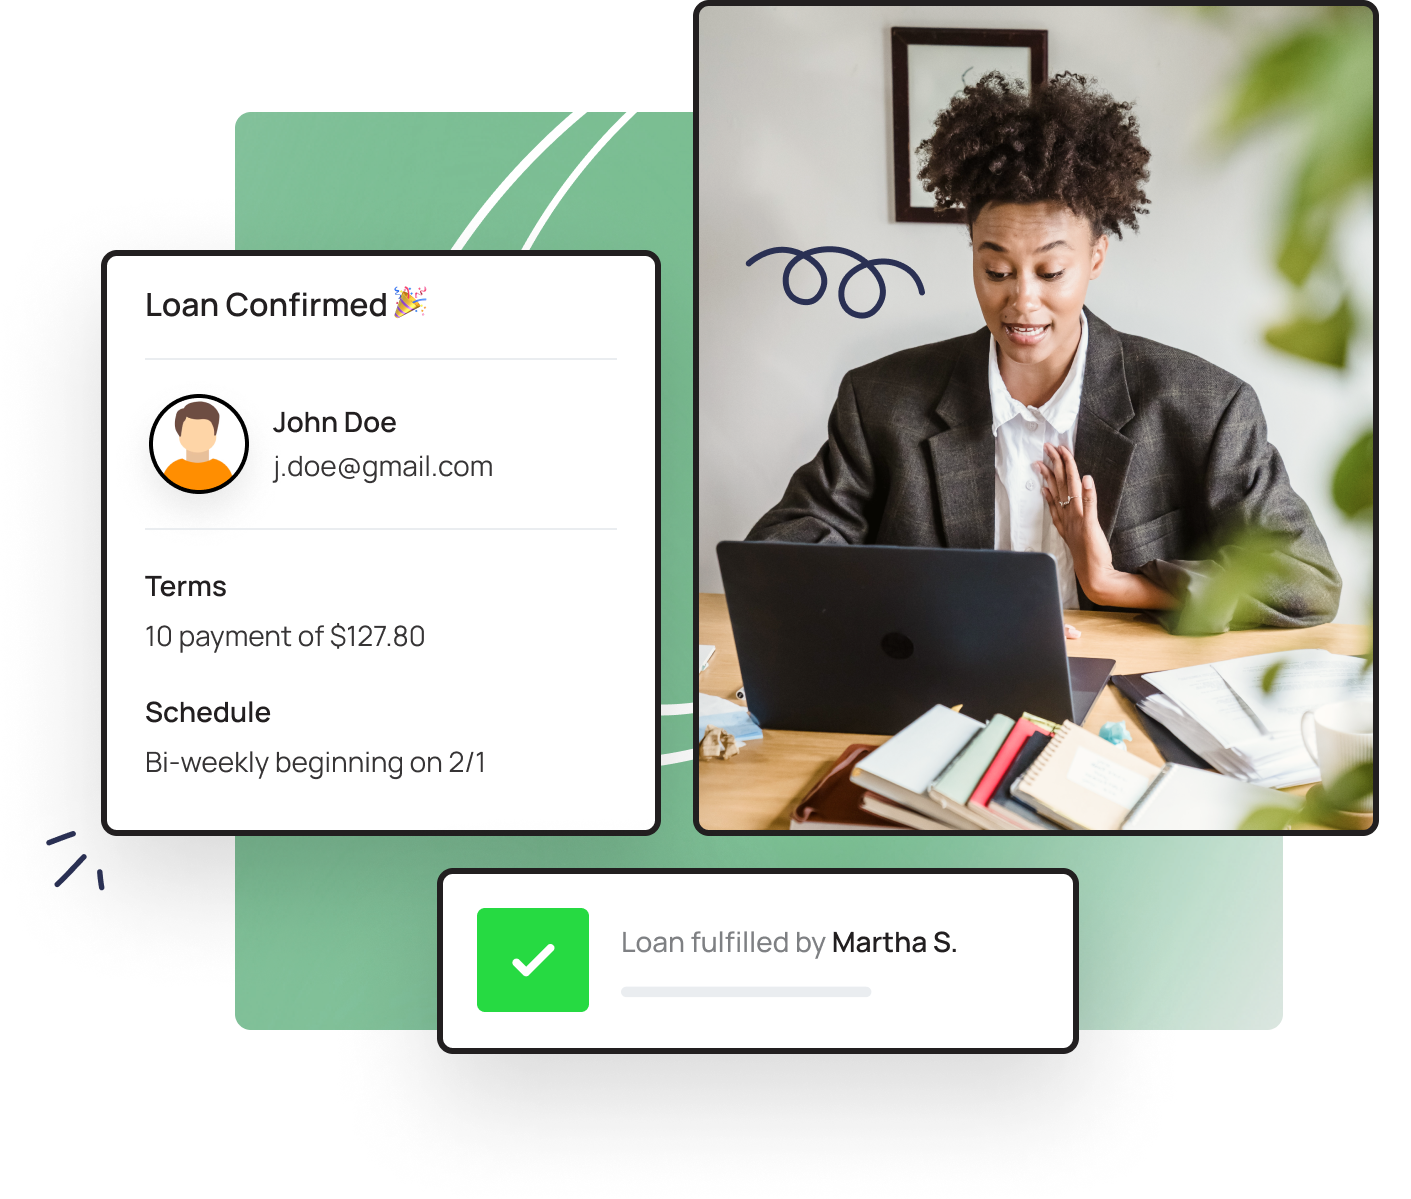 Loan Confirmed🎉
John Doe
j.doe@gmail.com
Terms
10 payment of $127.80
Schedule
Bi-weekly beginning on 2/1
Loan fulfilled by Martha S.